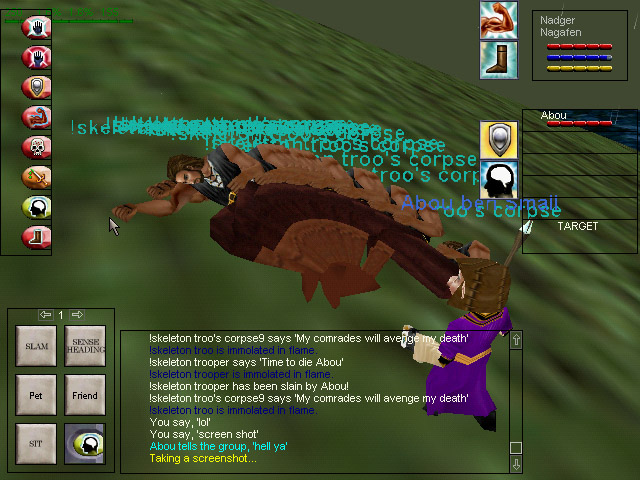 Nadger
Nagafen
Abou
troo's corpse
Abou ben Small
oo's corpse
TARGET
1
SLAM
SENSE
HEADING
Pet
Friend
SIT
!skeleton troo's corpse9 says 'My comrades will avenge my death'
!skeleton troo is immolated in flame.
!skeleton trooper says 'Time to die Abou'
!skeleton trooper is immolated in flame.
!skeleton trooper has been slain by Abou!
!skeleton troo's corpse9 says 'My comrades will avenge my death'
!skeleton troo is immolated in flame.
You say, 'lol'
You say, 'screen shot'
Abou tells the group, 'hell ya'
Taking a screenshot...